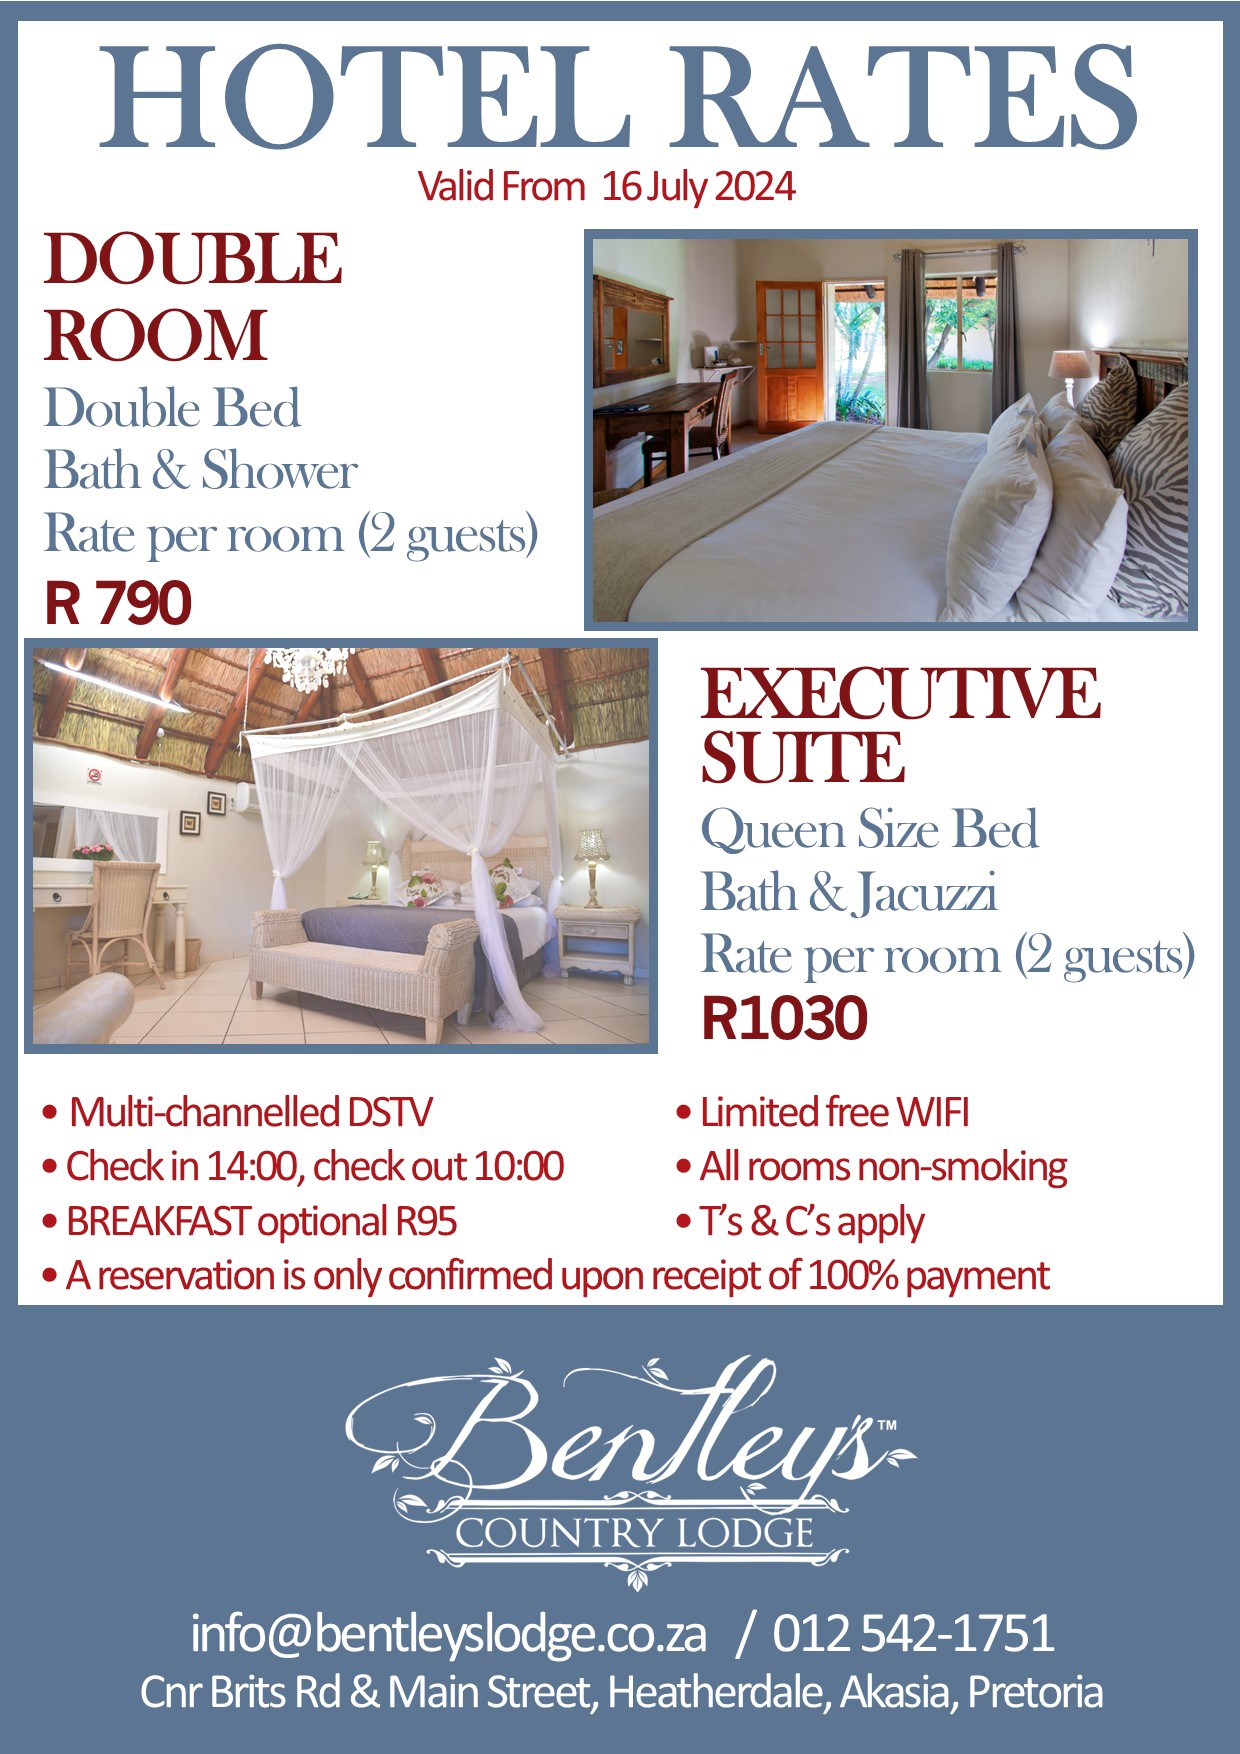 HOTEL RATES
Valid From 16 July 2024
DOUBLE
ROOM
Double Bed
Bath & Shower
Rate per room (2 guests)
R 790
EXECUTIVE
SUITE
Queen Size Bed
Bath & Jacuzzi
Rate per room (2 guests)
R1030
• Multi-channelled DSTV
• Check in 14:00, check out 10:00
• BREAKFAST optional R95
• Limited free WIFI
• All rooms non-smoking
• T's & C's apply
• A reservation is only confirmed upon receipt of 100% payment
Bentley's™
COUNTRY LODGE
info@bentleyslodge.co.za / 012 542-1751
Cnr Brits Rd & Main Street, Heatherdale, Akasia, Pretoria